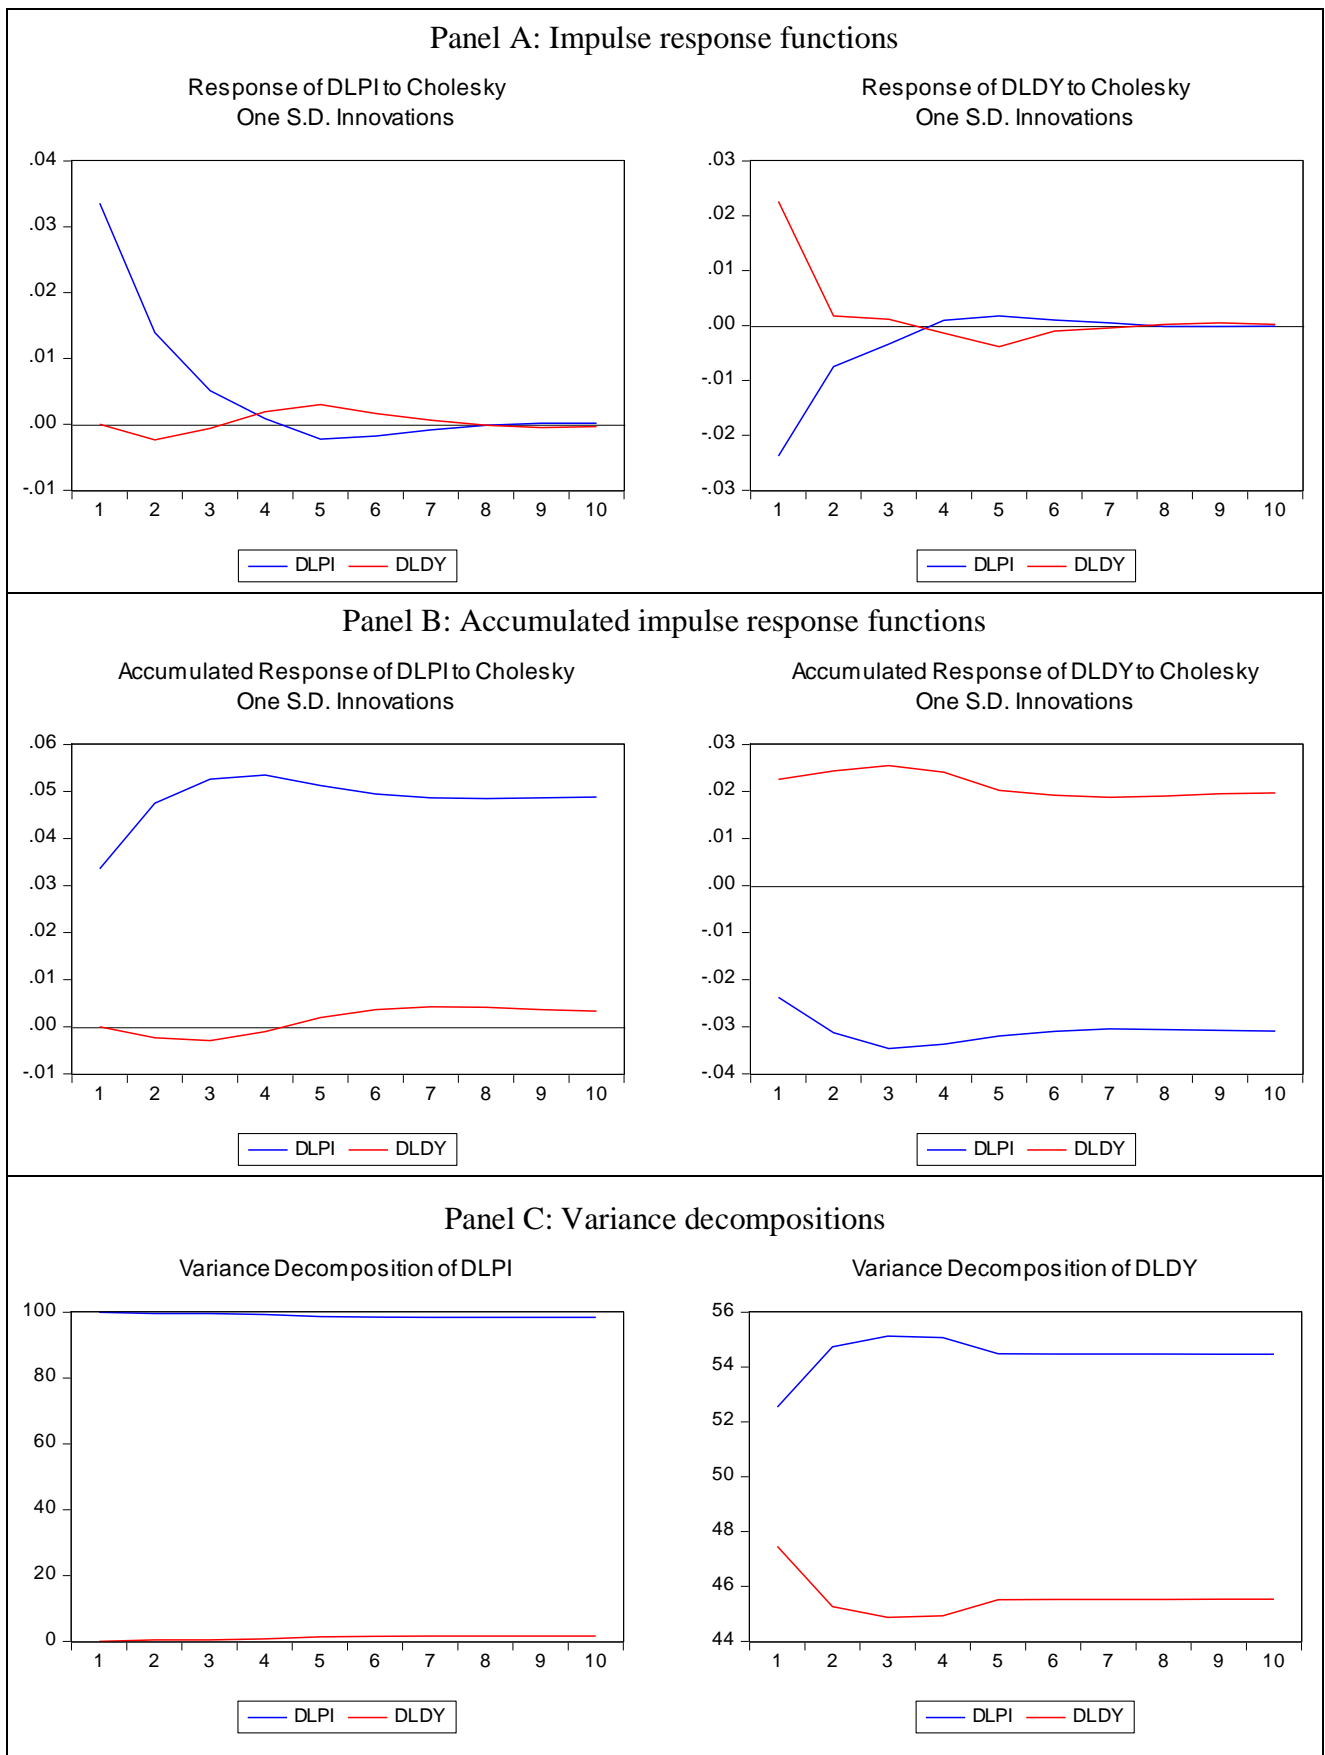 Panel A: Impulse response functions
Response of DLPI to Cholesky
One S.D. Innovations
.04
.03
.02
.01
.00
-.01
1 2 3 4 5 6 7 8 9 10
DLPI DLDY
Response of DLDY to Cholesky
One S.D. Innovations
.03
.02
.01
.00
-.01
-.02
-.03
1 2 3 4 5 6 7 8 9 10
DLPI DLDY
Panel B: Accumulated impulse response functions
Accumulated Response of DLPI to Cholesky
One S.D. Innovations
.06
.05
.04
.03
.02
.01
.00
-.01
1 2 3 4 5 6 7 8 9 10
DLPI DLDY
Accumulated Response of DLDY to Cholesky
One S.D. Innovations
.03
.02
.01
.00
-.01
-.02
-.03
-.04
1 2 3 4 5 6 7 8 9 10
DLPI DLDY
Panel C: Variance decompositions
Variance Decomposition of DLPI
100
80
60
40
20
0
1 2 3 4 5 6 7 8 9 10
DLPI DLDY
Variance Decomposition of DLDY
56
54
52
50
48
46
44
1 2 3 4 5 6 7 8 9 10
DLPI DLDY